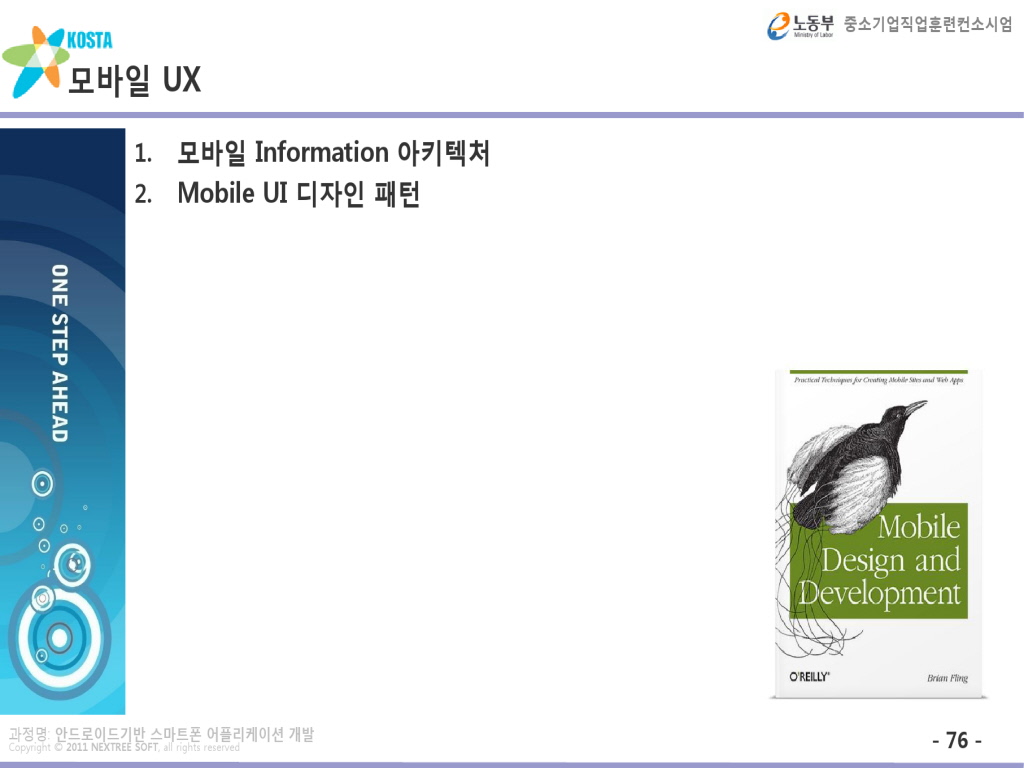 KOSTA
노동부
Ministry of Labor
중소기업직업훈련컨소시엄
모바일 UX
1. 모바일 Information 아키텍처
2. Mobile UI 디자인 패턴
ONE STEP AHEAD
Practical Techniques for Creating Mobile Sites and Web Apps
Mobile
Design and
Development
O'REILLY®
Brian Fling
과정명: 안드로이드기반 스마트폰 어플리케이션 개발
Copyright © 2011 NEXTREE SOFT, all rights reserved
- 76 -